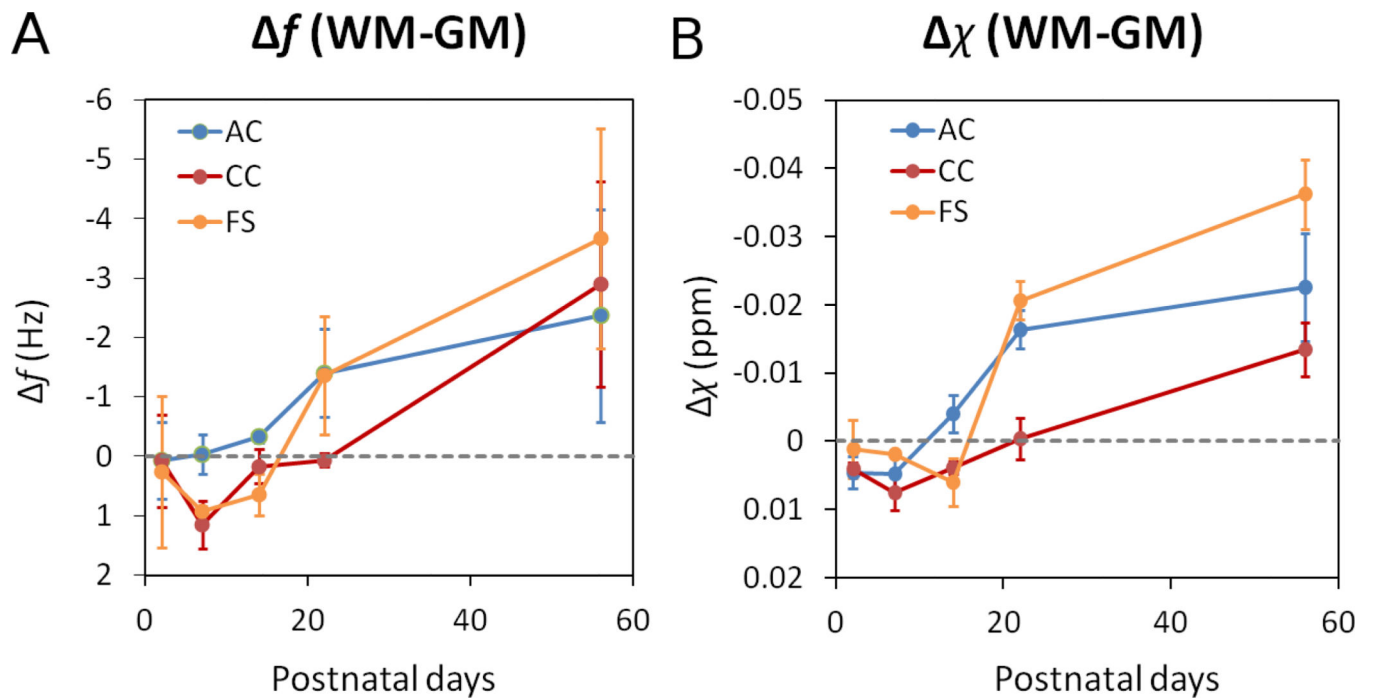 A
Δf (WM-GM)
-6
-5
-4
-3
-2
-1
0
1
2
Δf (Hz)
AC
CC
FS
0
20
40
60
Postnatal days
B
Δχ (WM-GM)
-0.05
-0.04
-0.03
-0.02
-0.01
0
0.01
0.02
Δχ (ppm)
AC
CC
FS
0
20
40
60
Postnatal days